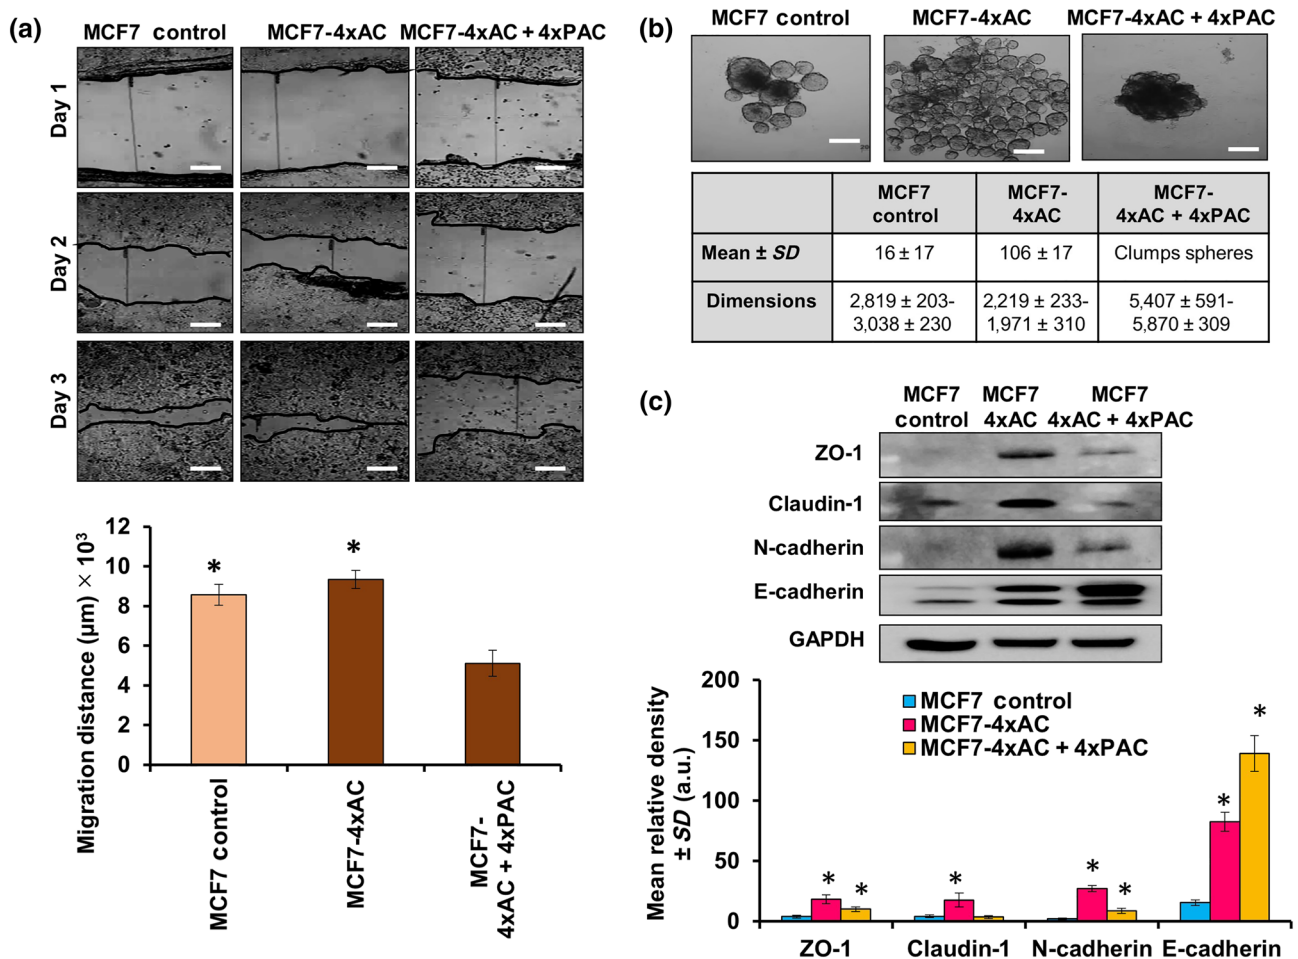 (a)
MCF7 control
MCF7-4xAC
MCF7-4xAC + 4xPAC
Day 1
Day 2
Day 3
12
10
8
6
4
2
0
Migration distance (µm) × 10³
*
*
MCF7 control
MCF7-4xAC
MCF7-
4xAC + 4xPAC
(b)
MCF7 control
MCF7-4xAC
MCF7-4xAC + 4xPAC
MCF7
control
MCF7-
4xAC
MCF7-
4xAC + 4xPAC
Mean ± SD
16 ± 17
106 ± 17
Clumps spheres
Dimensions
2,819 ± 203-
3,038 ± 230
2,219 ± 233-
1,971 ± 310
5,407 ± 591-
5,870 ± 309
(c)
MCF7
control
MCF7
4xAC
MCF7
4xAC + 4xPAC
ZO-1
Claudin-1
N-cadherin
E-cadherin
GAPDH
Mean relative density
± SD (a.u.)
200
150
100
50
0
MCF7 control
MCF7-4xAC
MCF7-4xAC + 4xPAC
*
*
*
*
*
*
*
ZO-1
Claudin-1
N-cadherin
E-cadherin